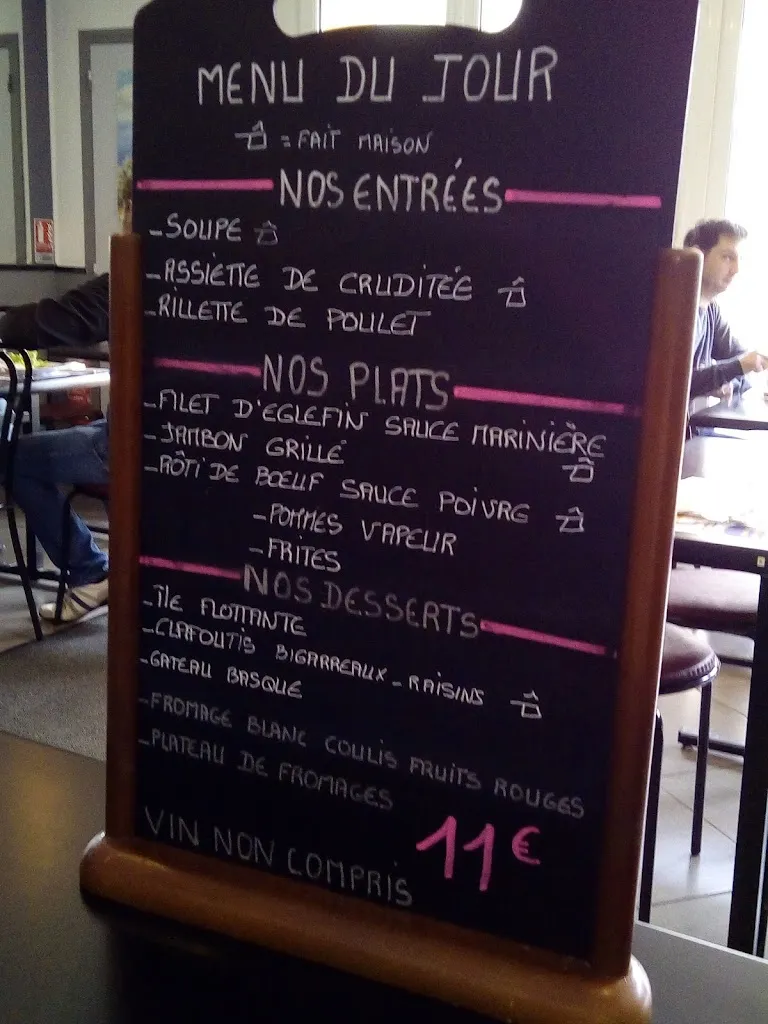 MENU DU JOUR
= FAIT MAISON
NOS ENTRÉES
- SOUPE
- ASSIETTE DE CRUDITÉE
- RILLETTE DE POULET
NOS PLATS
- FILET D'EGLEFIN SAUCE MARINIÈRE
- JAMBON GRILLÉ
- RÔTI DE BŒUF SAUCE POIVRE
- POMMES VAPEUR
- FRITES
NOS DESSERTS
- ÎLE FLOTTANTE
- CLAFOUTIS BIGARREAUX - RAISINS
- GATEAU BASQUE
- FROMAGE BLANC COULIS FRUITS ROUGES
- PLATEAU DE FROMAGES
VIN NON COMPRIS 11€